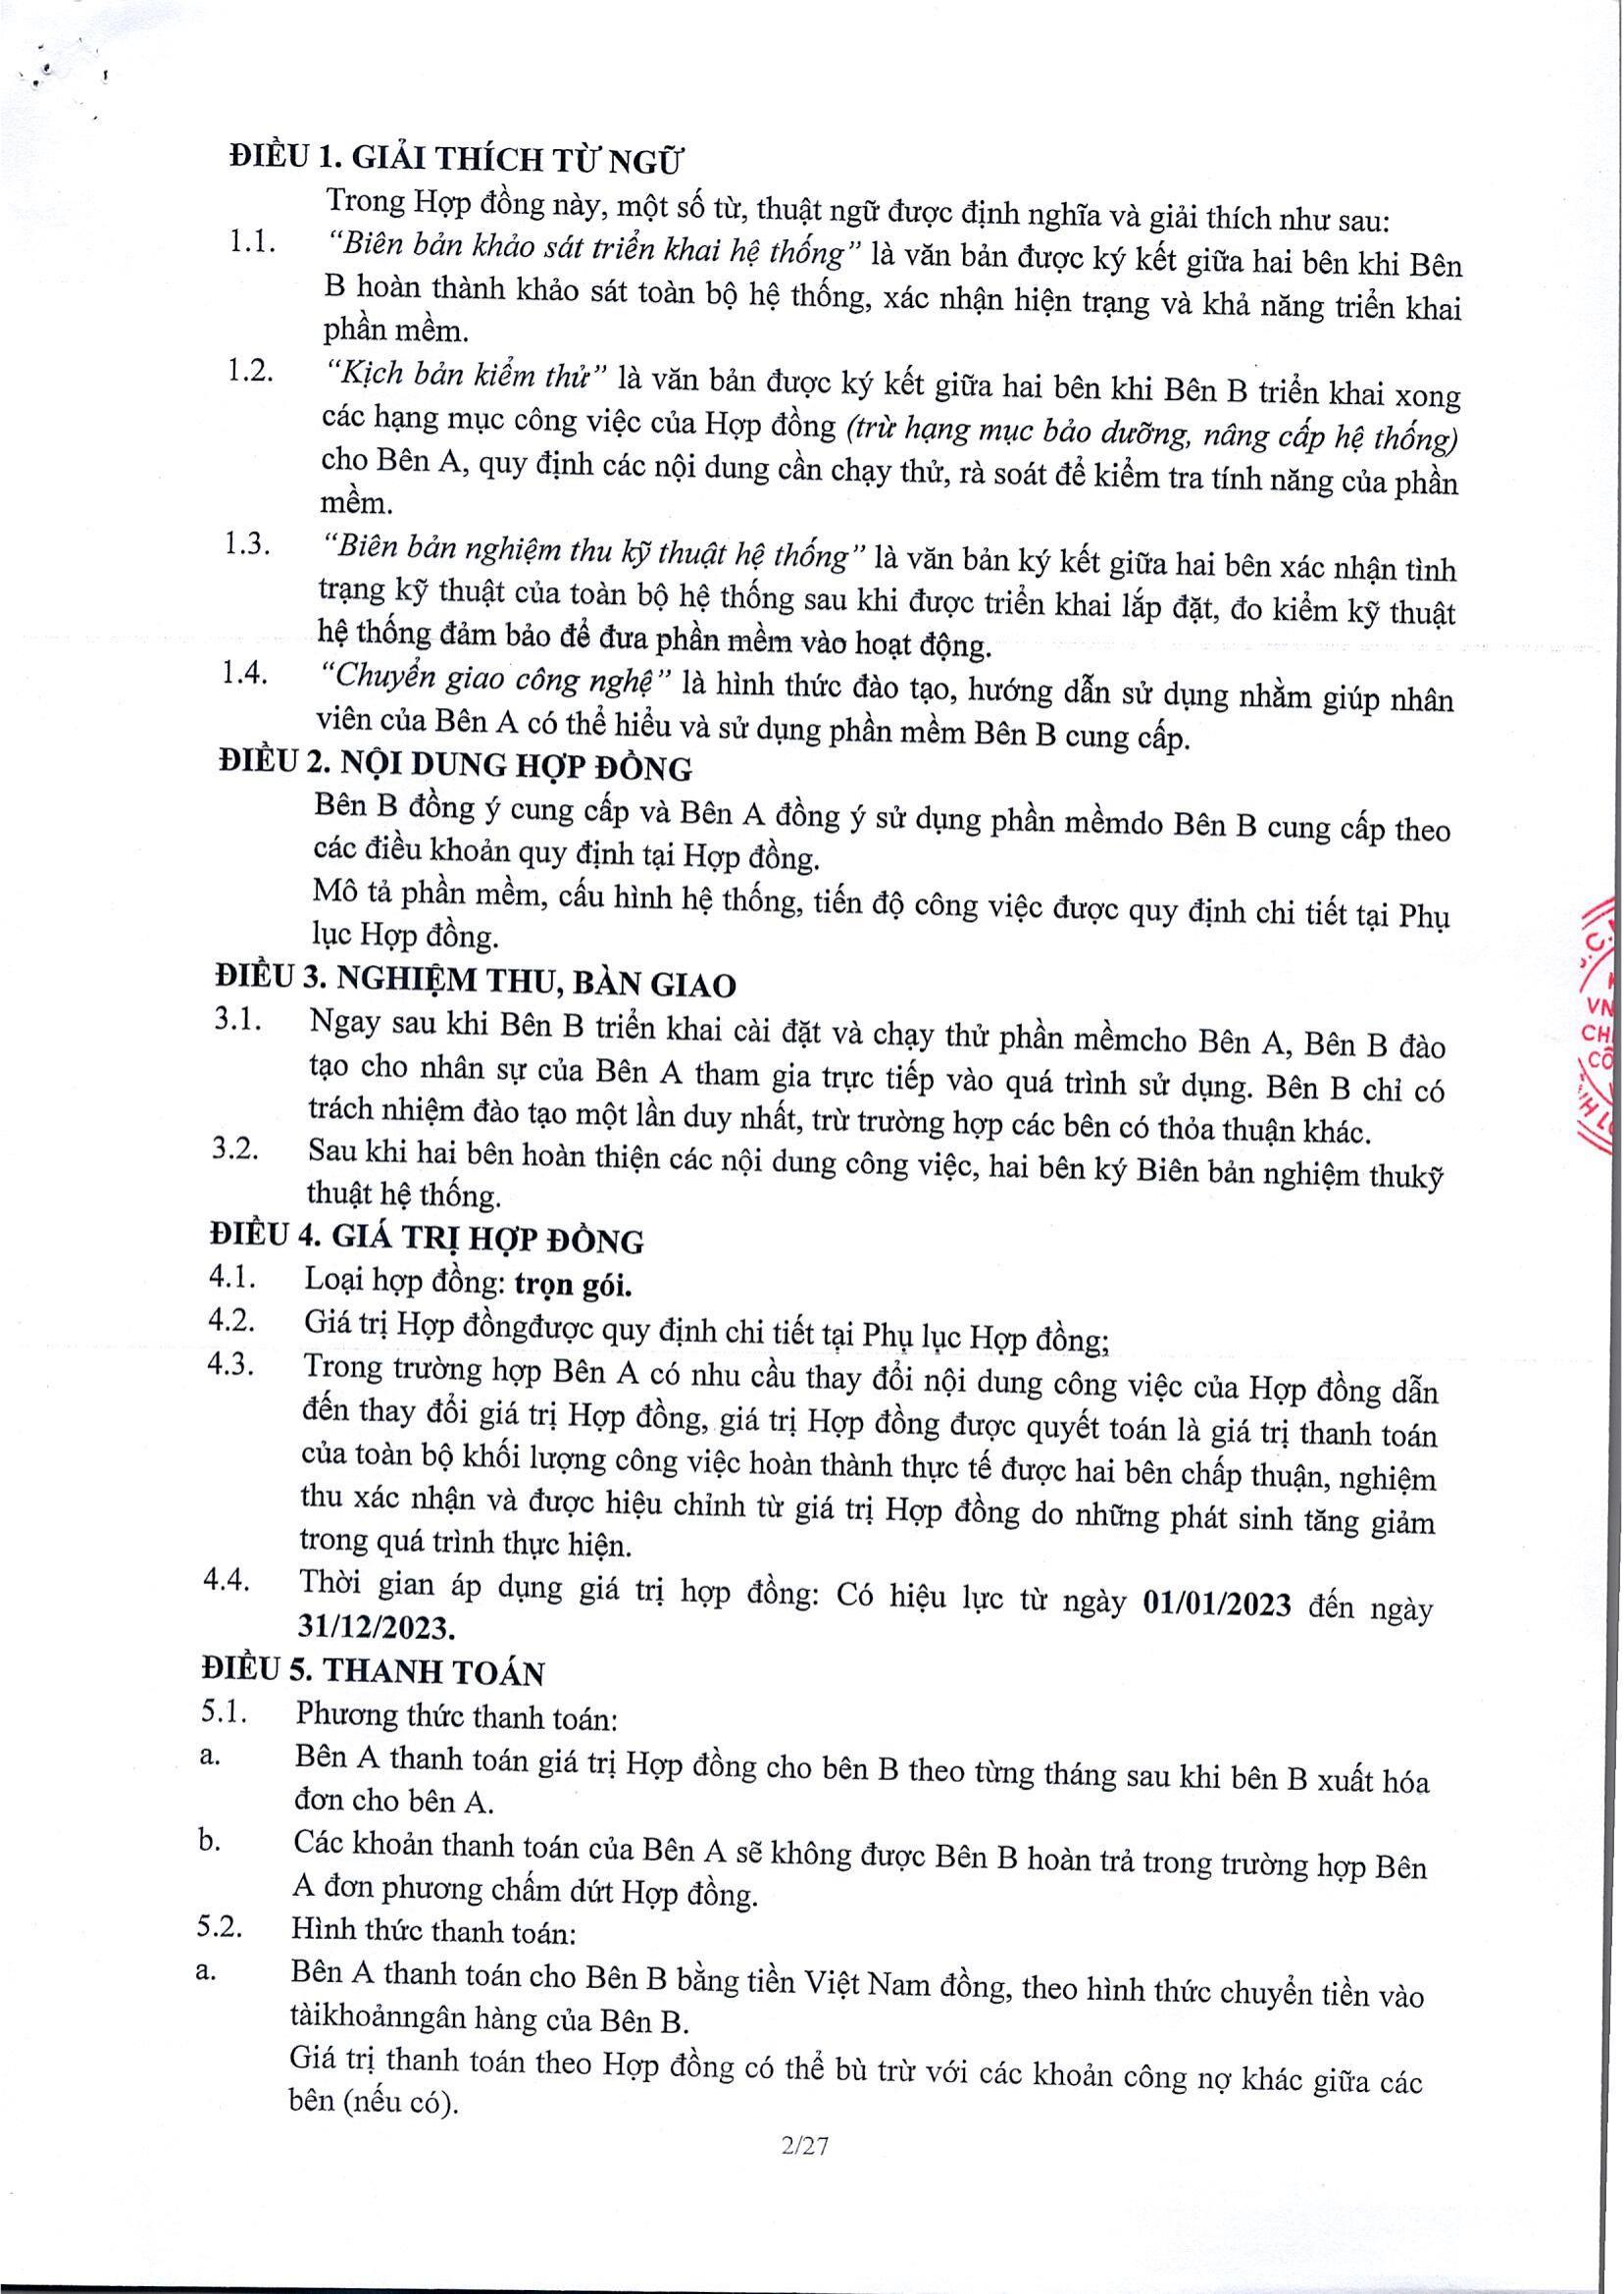 ĐIỀU 1. GIẢI THÍCH TỪ NGỮ
Trong Hợp đồng này, một số từ, thuật ngữ được định nghĩa và giải thích như sau:
1.1. “Biên bản khảo sát triển khai hệ thống” là văn bản được ký kết giữa hai bên khi Bên
B hoàn thành khảo sát toàn bộ hệ thống, xác nhận hiện trạng và khả năng triển khai
phần mềm.
1.2. “Kịch bản kiểm thử” là văn bản được ký kết giữa hai bên khi Bên B triển khai xong
các hạng mục công việc của Hợp đồng (trừ hạng mục bảo dưỡng, nâng cấp hệ thống)
cho Bên A, quy định các nội dung cần chạy thử, rà soát để kiểm tra tính năng của phần
mềm.
1.3. “Biên bản nghiệm thu kỹ thuật hệ thống” là văn bản ký kết giữa hai bên xác nhận tình
trạng kỹ thuật của toàn bộ hệ thống sau khi được triển khai lắp đặt, đo kiểm kỹ thuật
hệ thống đảm bảo để đưa phần mềm vào hoạt động.
1.4. “Chuyển giao công nghệ” là hình thức đào tạo, hướng dẫn sử dụng nhằm giúp nhân
viên của Bên A có thể hiểu và sử dụng phần mềm Bên B cung cấp.
ĐIỀU 2. NỘI DUNG HỢP ĐỒNG
Bên B đồng ý cung cấp và Bên A đồng ý sử dụng phần mềmdo Bên B cung cấp theo
các điều khoản quy định tại Hợp đồng.
Mô tả phần mềm, cấu hình hệ thống, tiến độ công việc được quy định chi tiết tại Phụ
lục Hợp đồng.
ĐIỀU 3. NGHIỆM THU, BÀN GIAO
3.1. Ngay sau khi Bên B triển khai cài đặt và chạy thử phần mềmcho Bên A, Bên B đào
tạo cho nhân sự của Bên A tham gia trực tiếp vào quá trình sử dụng. Bên B chỉ có
trách nhiệm đào tạo một lần duy nhất, trừ trường hợp các bên có thỏa thuận khác.
3.2. Sau khi hai bên hoàn thiện các nội dung công việc, hai bên ký Biên bản nghiệm thukỹ
thuật hệ thống.
ĐIỀU 4. GIÁ TRỊ HỢP ĐỒNG
4.1. Loại hợp đồng: trọn gói.
4.2. Giá trị Hợp đồngđược quy định chi tiết tại Phụ lục Hợp đồng;
4.3. Trong trường hợp Bên A có nhu cầu thay đổi nội dung công việc của Hợp đồng dẫn
đến thay đổi giá trị Hợp đồng, giá trị Hợp đồng được quyết toán là giá trị thanh toán
của toàn bộ khối lượng công việc hoàn thành thực tế được hai bên chấp thuận, nghiệm
thu xác nhận và được hiệu chỉnh từ giá trị Hợp đồng do những phát sinh tăng giảm
trong quá trình thực hiện.
4.4. Thời gian áp dụng giá trị hợp đồng: Có hiệu lực từ ngày 01/01/2023 đến ngày
31/12/2023.
ĐIỀU 5. THANH TOÁN
5.1. Phương thức thanh toán:
a. Bên A thanh toán giá trị Hợp đồng cho bên B theo từng tháng sau khi bên B xuất hóa
đơn cho bên A.
b. Các khoản thanh toán của Bên A sẽ không được Bên B hoàn trả trong trường hợp Bên
A đơn phương chấm dứt Hợp đồng.
5.2. Hình thức thanh toán:
a. Bên A thanh toán cho Bên B bằng tiền Việt Nam đồng, theo hình thức chuyển tiền vào
tàikhoảnngân hàng của Bên B.
Giá trị thanh toán theo Hợp đồng có thể bù trừ với các khoản công nợ khác giữa các
bên (nếu có).
2/27
VN
CH
CÔ